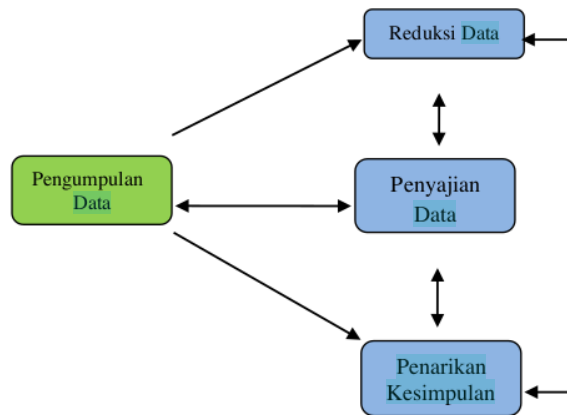 Reduksi Data
Pengumpulan
Data
Penyajian
Data
Penarikan
Kesimpulan